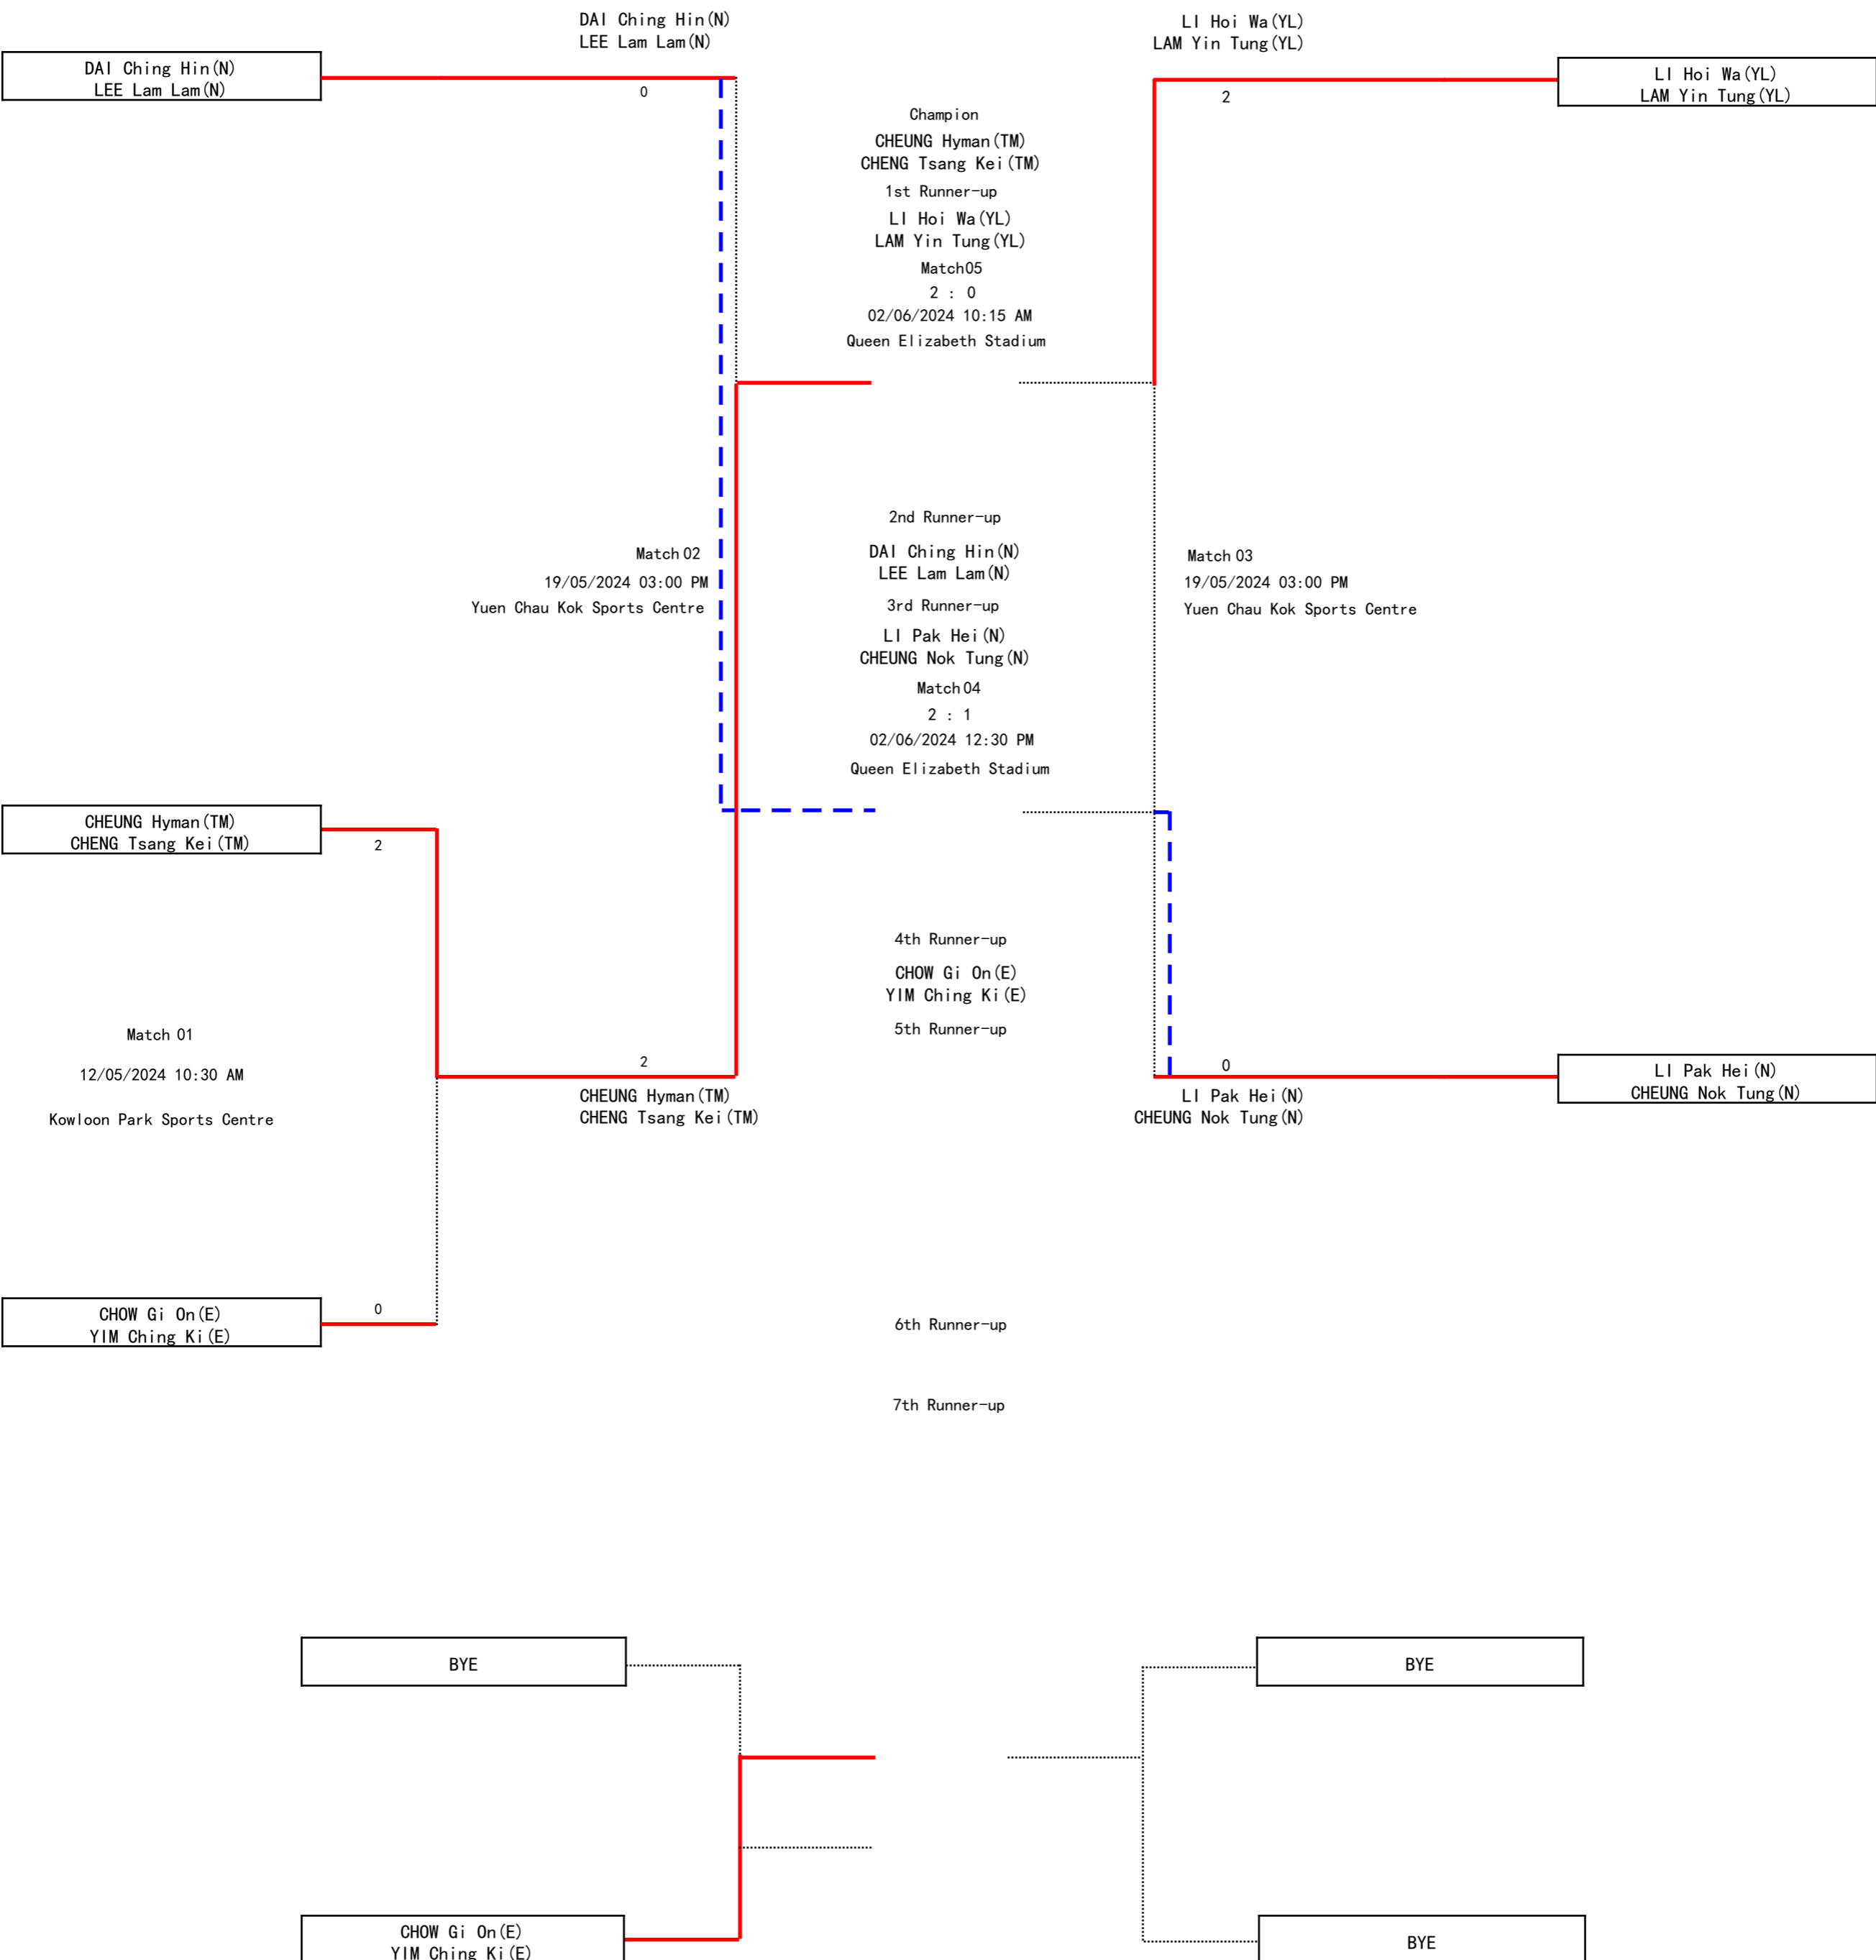 DAI Ching Hin(N)
LEE Lam Lam(N)
LI Hoi Wa(YL)
LAM Yin Tung(YL)
DAI Ching Hin(N)
LEE Lam Lam(N)
0
2
LI Hoi Wa(YL)
LAM Yin Tung(YL)
Champion
CHEUNG Hyman(TM)
CHENG Tsang Kei(TM)
1st Runner-up
LI Hoi Wa(YL)
LAM Yin Tung(YL)
Match05
2 : 0
02/06/2024 10:15 AM
Queen Elizabeth Stadium
Match 02
19/05/2024 03:00 PM
Yuen Chau Kok Sports Centre
2nd Runner-up
DAI Ching Hin(N)
LEE Lam Lam(N)
3rd Runner-up
LI Pak Hei(N)
CHEUNG Nok Tung(N)
Match 04
2 : 1
02/06/2024 12:30 PM
Queen Elizabeth Stadium
Match 03
19/05/2024 03:00 PM
Yuen Chau Kok Sports Centre
CHEUNG Hyman(TM)
CHENG Tsang Kei(TM)
2
4th Runner-up
CHOW Gi On(E)
YIM Ching Ki(E)
5th Runner-up
Match 01
12/05/2024 10:30 AM
Kowloon Park Sports Centre
2
CHEUNG Hyman(TM)
CHENG Tsang Kei(TM)
0
LI Pak Hei(N)
CHEUNG Nok Tung(N)
LI Pak Hei(N)
CHEUNG Nok Tung(N)
CHOW Gi On(E)
YIM Ching Ki(E)
0
6th Runner-up
7th Runner-up
BYE
BYE
CHOW Gi On(E)
YIM Ching Ki(E)
BYE